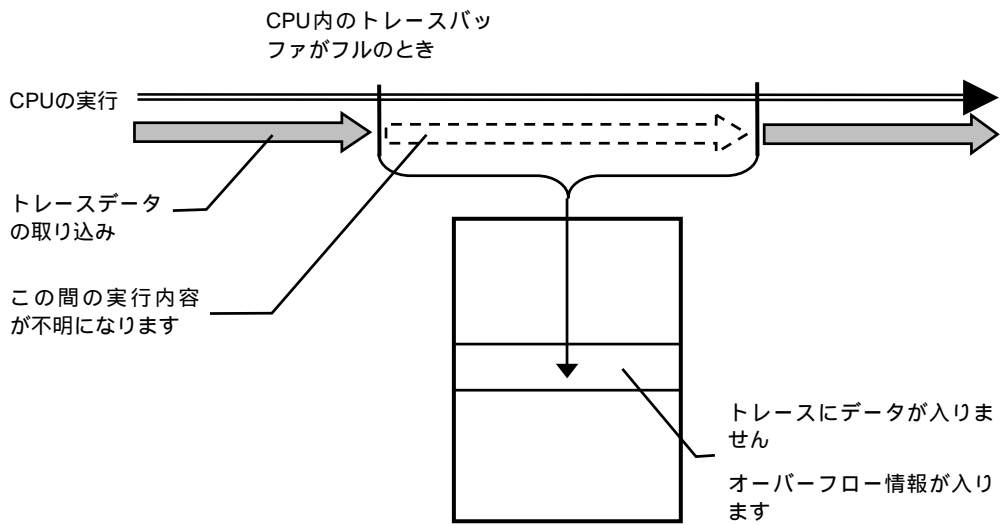 CPU内のトレースバッ
ファがフルのとき
CPUの実行
トレースデータ
の取り込み
この間の実行内容
が不明になります
トレースにデータが入りま
せん
オーバーフロー情報が入り
ます